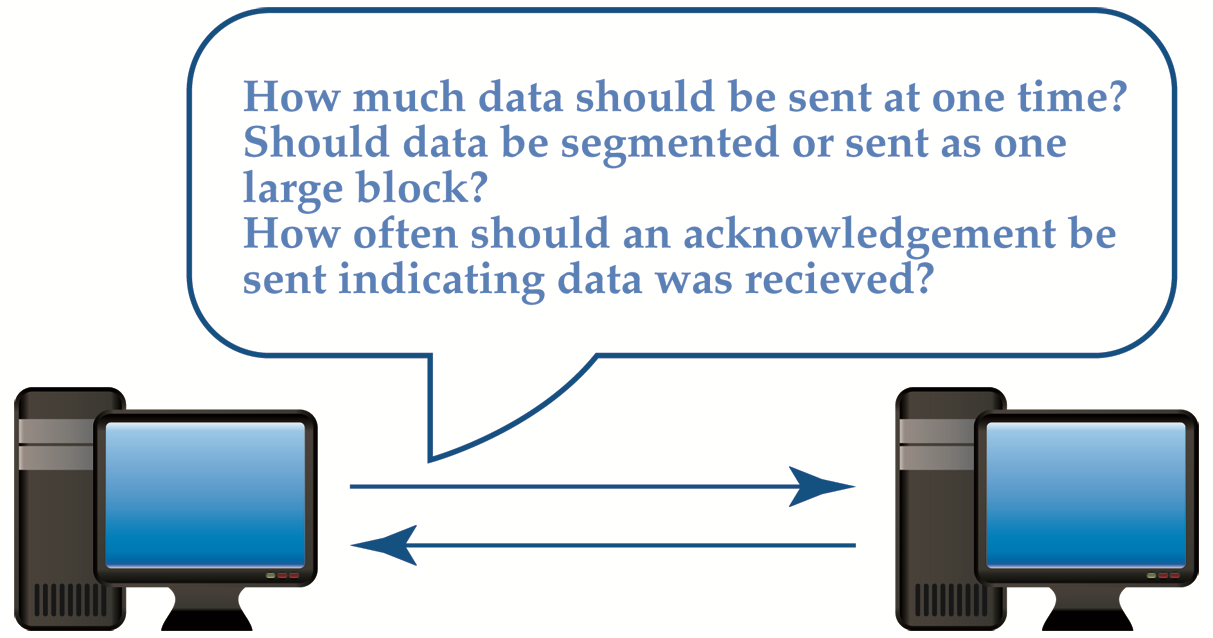 How much data should be sent at one time?
Should data be segmented or sent as one
large block?
How often should an acknowledgement be
sent indicating data was recieved?